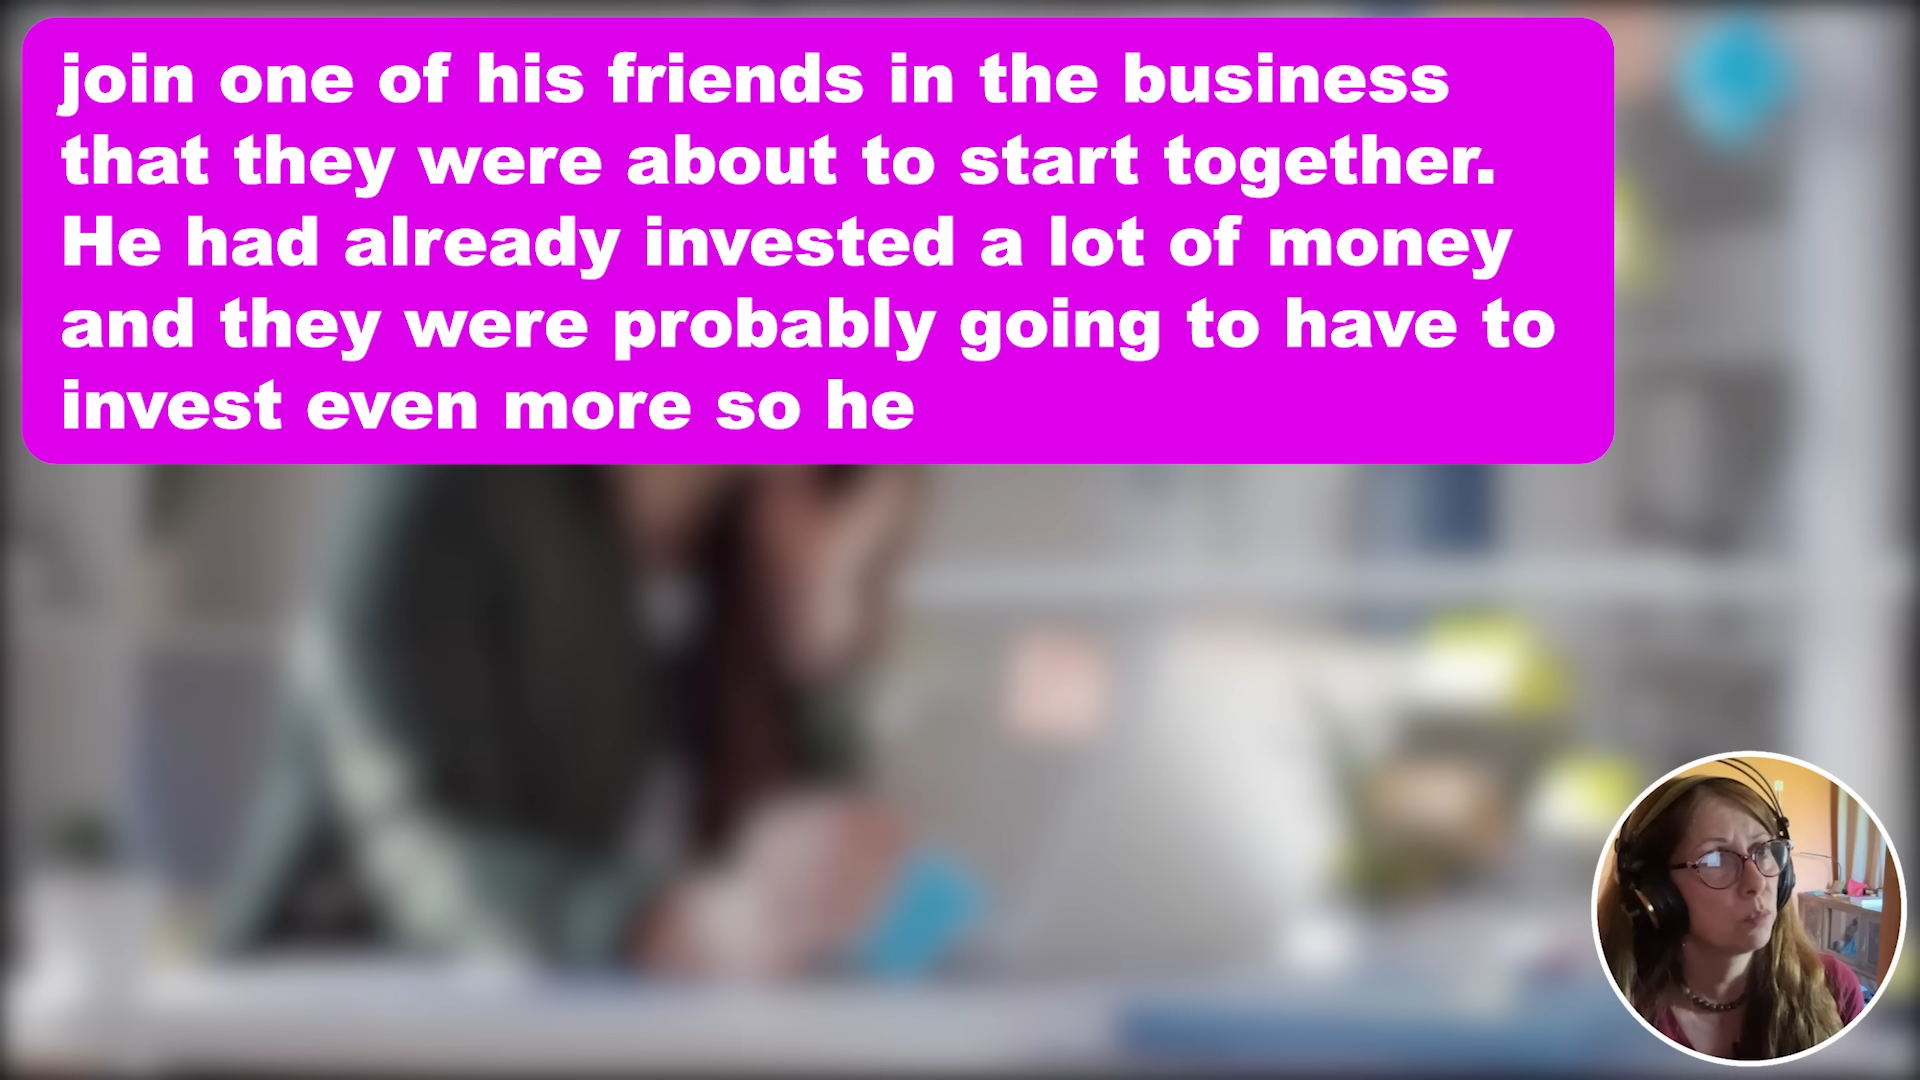 join one of his friends in the business
that they were about to start together.
He had already invested a lot of money
and they were probably going to have to
invest even more so he